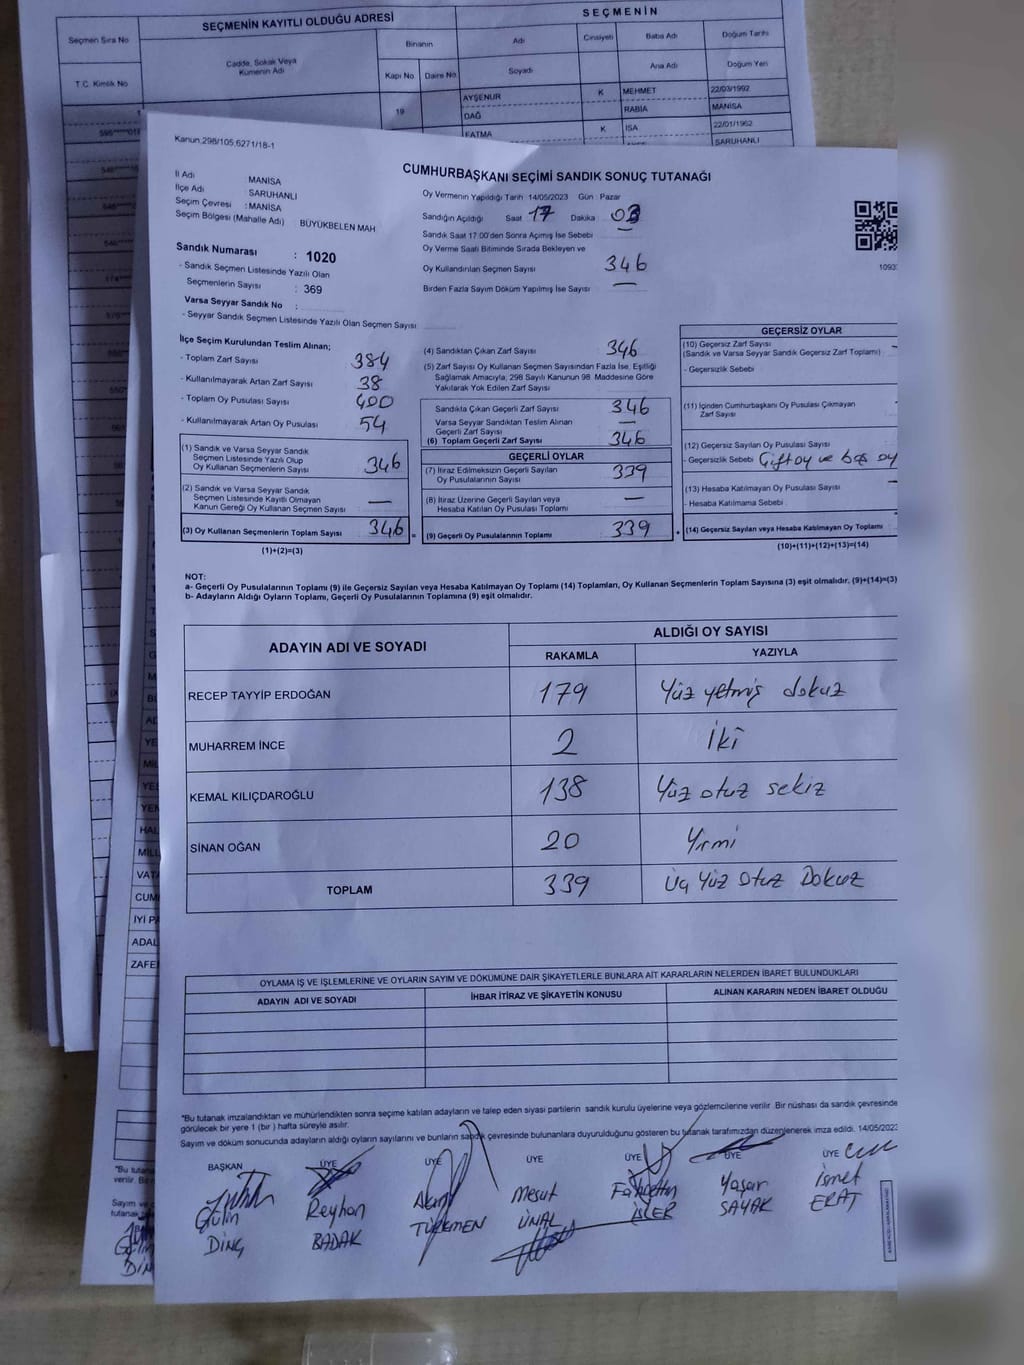 SEÇMENİN KAYITLI OLDUĞU ADRESİ
SEÇMENİN
Seçmen Sıra No
Cadde, Sokak Veya
Kümenin Adı
Binanın
Adı
Cinsiyeti
Baba Adı
Doğum Tarihi
T.C. Kimlik No
Kapı No
Daire No
Soyadı
Ana Adı
Doğum Yeri
19
AYŞENUR
K
MEHMET
22/03/1992
DAĞ
RABİA
MANİSA
FATMA
K
İSA
22/01/1962
SARUHANLI
Kanun:298/105,6271/18-1
CUMHURBAŞKANI SEÇİMİ SANDIK SONUÇ TUTANAĞI
İl Adı MANİSA
İlçe Adı SARUHANLI
Seçim Çevresi : MANİSA
Seçim Bölgesi (Mahalle Adı) BÜYÜKBELEN MAH
Sandık Numarası : 1020
- Sandık Seçmen Listesinde Yazılı Olan
Seçmenlerin Sayısı : 369
Varsa Seyyar Sandık No :
- Seyyar Sandık Seçmen Listesinde Yazılı Olan Seçmen Sayısı
Oy Vermenin Yapıldığı Tarih 14/05/2023 Gün : Pazar
Sandığın Açıldığı Saat 17 Dakika 03
Sandık Saat 17:00'den Sonra Açımış İse Sebebi —
Oy Verme Saati Bitiminde Sırada Bekleyen ve
Oy Kullandırılan Seçmen Sayısı 346
Birden Fazla Sayım Döküm Yapılmış İse Sayısı —
İlçe Seçim Kurulundan Teslim Alınan;
- Toplam Zarf Sayısı 384
- Kullanılmayarak Artan Zarf Sayısı 38
- Toplam Oy Pusulası Sayısı 400
- Kullanılmayarak Artan Oy Pusulası 54
(1) Sandık ve Varsa Seyyar Sandık
Seçmen Listesinde Yazılı Olup
Oy Kullanan Seçmenlerin Sayısı 346
(2) Sandık ve Varsa Seyyar Sandık
Seçmen Listesinde Kayıtlı Olmayan
Kanun Gereği Oy Kullanan Seçmen Sayısı —
(3) Oy Kullanan Seçmenlerin Toplam Sayısı 346 =
(1)+(2)=(3)
(4) Sandıktan Çıkan Zarf Sayısı 346
(5) Zarf Sayısı Oy Kullanan Seçmen Sayısından Fazla İse, Eşitliği
Sağlamak Amacıyla, 298 Sayılı Kanunun 98. Maddesine Göre
Yakılarak Yok Edilen Zarf Sayısı
Sandıkta Çıkan Geçerli Zarf Sayısı 346
Varsa Seyyar Sandıktan Teslim Alınan
Geçerli Zarf Sayısı —
(6) Toplam Geçerli Zarf Sayısı 346
GEÇERLİ OYLAR
(7) İtiraz Edilmeksizin Geçerli Sayılan
Oy Pusulalarının Sayısı 339
(8) İtiraz Üzerine Geçerli Sayılan veya
Hesaba Katılan Oy Pusulası Toplamı —
(9) Geçerli Oy Pusulalarının Toplamı 339
GEÇERSİZ OYLAR
(10) Geçersiz Zarf Sayısı
(Sandık ve Varsa Seyyar Sandık Geçersiz Zarf Toplamı)
- Geçersizlik Sebebi
(11) İçinden Cumhurbaşkanı Oy Pusulası Çıkmayan
Zarf Sayısı
(12) Geçersiz Sayılan Oy Pusulası Sayısı
- Geçersizlik Sebebi Çift oy ve boş oy
(13) Hesaba Katılmayan Oy Pusulası Sayısı
- Hesaba Katılmama Sebebi
(14) Geçersiz Sayılan veya Hesaba Katılmayan Oy Toplamı
(10)+(11)+(12)+(13)=(14)
NOT:
a- Geçerli Oy Pusulalarının Toplamı (9) ile Geçersiz Sayılan veya Hesaba Katılmayan Oy Toplamı (14) Toplamları, Oy Kullanan Seçmenlerin Toplam Sayısına (3) eşit olmalıdır. (9)+(14)=(3)
b- Adayların Aldığı Oyların Toplamı, Geçerli Oy Pusulalarının Toplamına (9) eşit olmalıdır.
ADAYIN ADI VE SOYADI
ALDIĞI OY SAYISI
RAKAMLA
YAZIYLA
RECEP TAYYİP ERDOĞAN 179 Yüz yetmiş dokuz
MUHARREM İNCE 2 İki
KEMAL KILIÇDAROĞLU 138 Yüz otuz sekiz
SİNAN OĞAN 20 Yirmi
TOPLAM 339 Üç Yüz Otuz Dokuz
OYLAMA İŞ VE İŞLEMLERİNE VE OYLARIN SAYIM VE DÖKÜMÜNE DAİR ŞİKAYETLERLE BUNLARA AİT KARARLARIN NELERDEN İBARET BULUNDUKLARI
ADAYIN ADI VE SOYADI
İHBAR İTİRAZ VE ŞİKAYETİN KONUSU
ALINAN KARARIN NEDEN İBARET OLDUĞU
*Bu tutanak imzalandıktan ve mühürlendikten sonra seçime katılan adayların ve talep eden siyasi partilerin sandık kurulu üyelerine veya gözlemcilerine verilir. Bir nüshası da sandık çevresinde
görülecek bir yere 1 (bir) hafta süreyle asılır.
Sayım ve döküm sonucunda adayların aldığı oyların sayılarını ve bunların sandık çevresinde bulunanlara duyurulduğunu gösteren bu tutanak tarafımızdan düzenlenerek imza edildi. 14/05/2023
BAŞKAN ÜYE ÜYE ÜYE ÜYE ÜYE ÜYE
Gülin Reyhan Akın Mesut Fahrettin Yaşar İsmet
DİNÇ BADAK TÜRKMEN ÜNAL İŞLER SAYAK ERAT